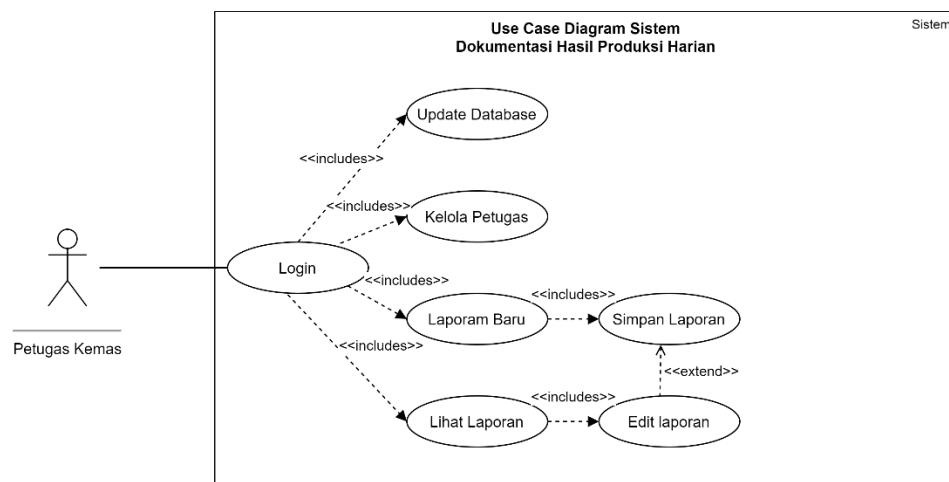 Use Case Diagram Sistem
Dokumentasi Hasil Produksi Harian
Sistem
Update Database
<<includes>>
<<includes>>
Kelola Petugas
Login
<<includes>>
<<includes>>
Laporam Baru
Simpan Laporan
Petugas Kemas
<<includes>>
<<extend>>
<<includes>>
Lihat Laporan
Edit laporan